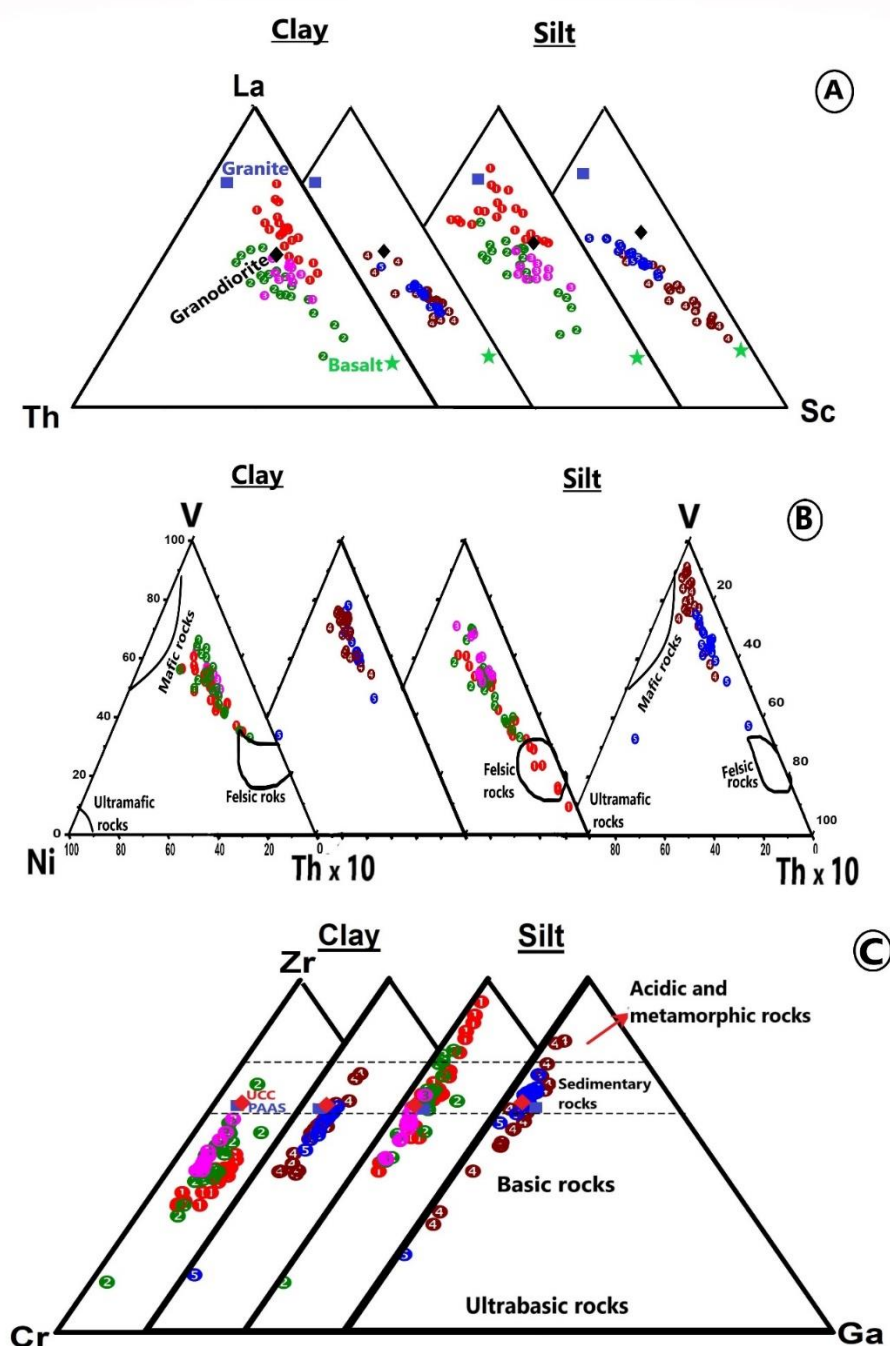 Clay Silt
A
La
Granite
Granodiorite
Basalt
Th Sc
Clay Silt
B
V V
100
80
60
40
20
0
Mafic rocks
Ultramafic
rocks
Felsic roks
Felsic
rocks
Ultramafic
rocks
Mafic rocks
Felsic
rocks
20
40
60
80
100
100 80 60 40 20 0
80 60 40 20 0
Ni Th x 10 Th x 10
Clay Silt
C
Zr
Acidic and
metamorphic rocks
UCC
PAAS
Sedimentary
rocks
Basic rocks
Ultrabasic rocks
Cr Ga